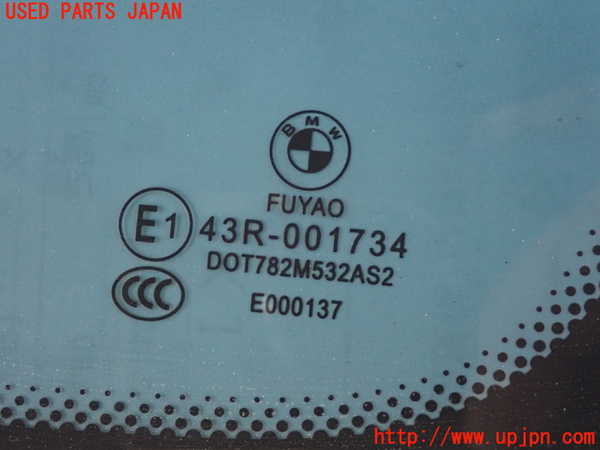 USED PARTS JAPAN
BMW
FUYAO
E1 43R-001734
DOT782M532AS2
CCC
E000137
http://www.upjpn.com/